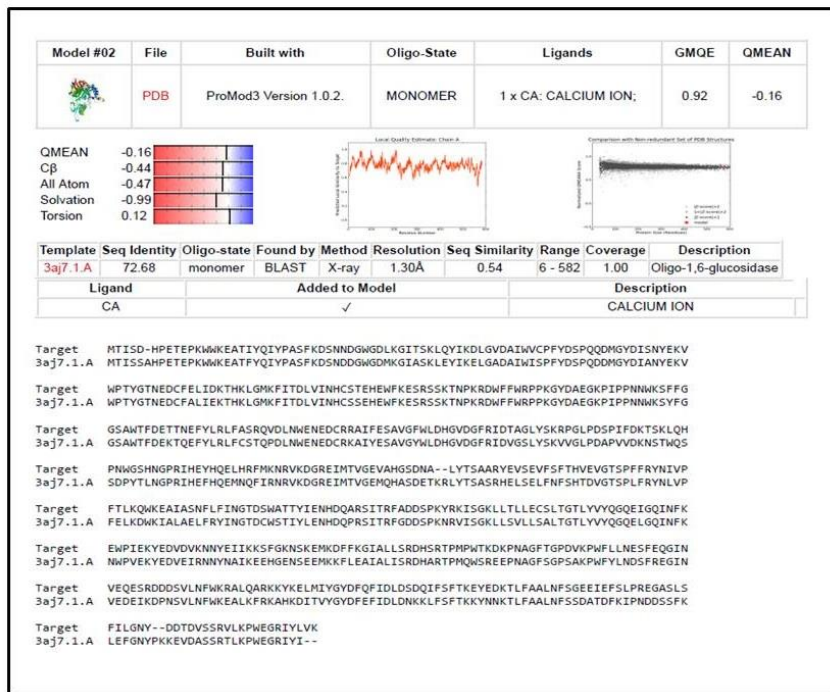 Model #02 File Built with Oligo-State Ligands GMQE QMEAN
PDB ProMod3 Version 1.0.2. MONOMER 1 x CA: CALCIUM ION; 0.92 -0.16
QMEAN -0.16
Cβ -0.44
All Atom -0.47
Solvation -0.99
Torsion 0.12
Local Quality Estimate: Chain A
Comparison with Non-redundant Set of PDB Structures
Template Seq Identity Oligo-state Found by Method Resolution Seq Similarity Range Coverage Description
3aj7.1.A 72.68 monomer BLAST X-ray 1.30Å 0.54 6 - 582 1.00 Oligo-1,6-glucosidase
Ligand Added to Model Description
CA ✓ CALCIUM ION
Target MTISD-HPETEPKWWKEATIYQIYPASFKDSNNDGWGDLKGITSKLQYIKDLGVDAIWVCPFYDSPQQDMGYDISNYEKV
3aj7.1.A MTISSAHPETEPKWWKEATFYQIYPASFKDSNDDGWGDMKGIASKLEYIKELGADAIWISPFYDSPQDDMGYDIANYEKV
Target WPTYGTNEDCFELIDKTHKLGMKFITDLVINHCSTEHEWFKESRSSKTNPKRDWFFWRPPKGYDAEGKPIPPNNWKSFFG
3aj7.1.A WPTYGTNEDCFALIEKTHKLGMKFITDLVINHCSSEHEWFKESRSSKTNPKRDWFFWRPPKGYDAEGKPIPPNNWKSYFG
Target GSAWTFDETTNEFYLRLFASRQVDLNWENEDCRRAIFESAVGFWLDHGVDGFRIDTAGLYSKRPGLPDSPIFDKTSKLQH
3aj7.1.A GSAWTFDEKTQEFYLRLFCSTQPDLNWENEDCRKAIYESAVGYWLDHGVDGFRIDVGSLYSKVVGLPDAPVVDKNSTWQS
Target PNWGSHNGPRIHEYHQELHRFMKNRVKDGREIMTVGEVAHGSDNA--LYTSAARYEVSEVFSFTHVEVGTSPFFRYNIVP
3aj7.1.A SDPYTLNGPRIHEFHQEMNQFIRNRVKDGREIMTVGEMQHASDETKRLYTSASRHELSELFNFSHTDVGTSPLFRYNLVP
Target FTLKQWKEAIASNFLFINGTDSWATTYIENHDQARSITRFADDSPKYRKISGKLLTLLECSLTGTLYVYQGQEIGQINFK
3aj7.1.A FELKDWKIALAELFRYINGTDCWSTIYLENHDQPRSITRFGDDSPKNRVISGKLLSVLLSALTGTLYVYQGQELGQINFK
Target EWPIEKYEDVDVKNNYEIIKKSFGKNSKEMKDFFKGIALLSRDHSRTPMPWTKDKPNAGFTGPDVKPWFLLNESFEQGIN
3aj7.1.A NWPVEKYEDVEIRNNYNAIKEEHGENSEEMKKFLEAIALISRDHARTPMQWSREEPNAGFSGPSAKPWFYLNDSFREGIN
Target VEQESRDDDSVLNFWKRALQARKKYKELMIYGYDFQFIDLDSDQIFSFTKEYEDKTLFAALNFSGEEIEFSLPREGASLS
3aj7.1.A VEDEIKDPNSVLNFWKEALKFRKAHKDITVYGYDFEFIDLDNKKLFSFTKKYNNKTLFAALNFSSDATDFKIPNDDSSFK
Target FILGNY--DDTDVSSRVLKPWEGRIYLVK
3aj7.1.A LEFGNYPKKEVDASSRTLKPWEGRIYI--